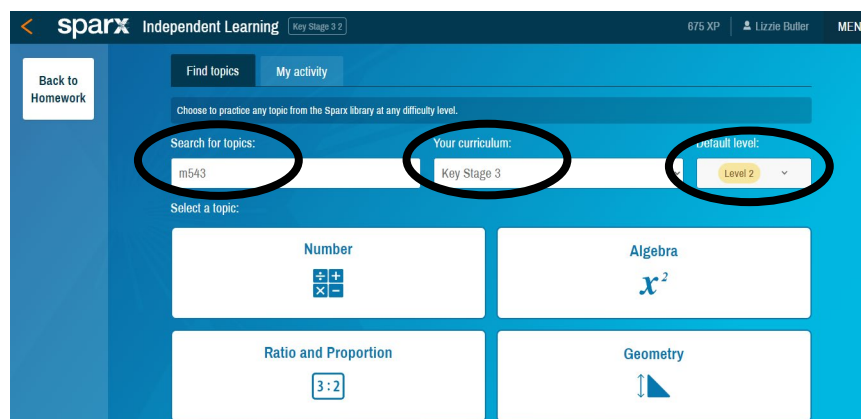 < sparx Independent Learning Key Stage 3 2 675 XP Lizzie Butler MEN
Back to
Homework
Find topics My activity
Choose to practice any topic from the Sparx library at any difficulty level.
Search for topics: Your curriculum: Default level:
m543 Key Stage 3 Level 2
Select a topic:
Number Algebra
÷ + × − x²
Ratio and Proportion Geometry
3:2